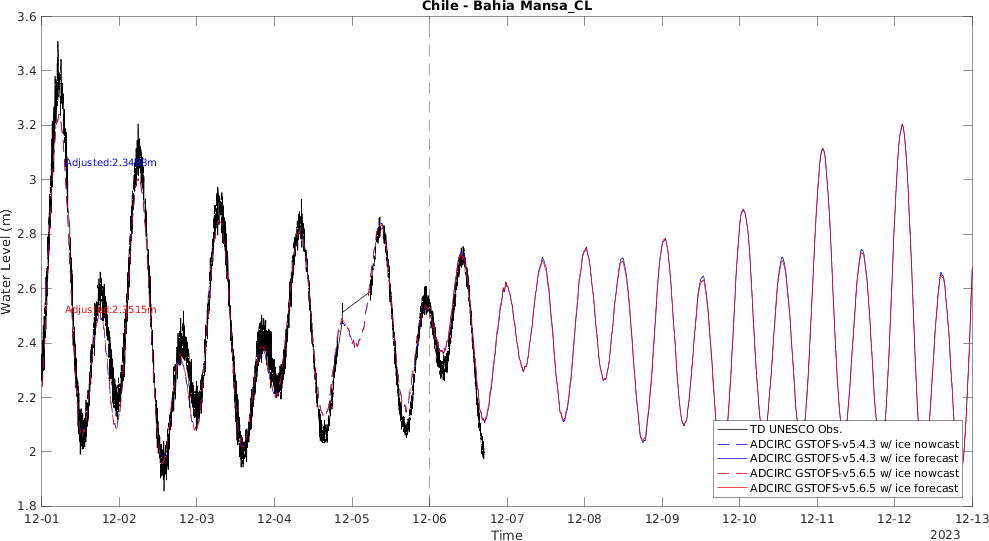 Chile - Bahia Mansa_CL
3.6
3.4
3.2
3
2.8
2.6
2.4
2.2
2
1.8
Water Level (m)
Adjusted:2.3515m
12-01
12-02
12-03
12-04
12-05
12-06
12-07
12-08
12-09
12-10
12-11
12-12
12-13
Time
2023
TD UNESCO Obs.
ADCIRC GSTOFS-v5.4.3 w/ ice nowcast
ADCIRC GSTOFS-v5.4.3 w/ ice forecast
ADCIRC GSTOFS-v5.6.5 w/ ice nowcast
ADCIRC GSTOFS-v5.6.5 w/ ice forecast